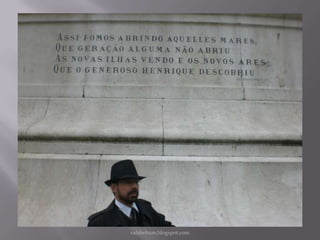 ASSI FOMOS ABRINDO AQUELLES MARES,
QUE GERAÇÃO ALGUMA NÃO ABRIU
AS NOVAS ILHAS VENDO E OS NOVOS ARES
QUE O GENEROSO HENRIQUE DESCOBRIU